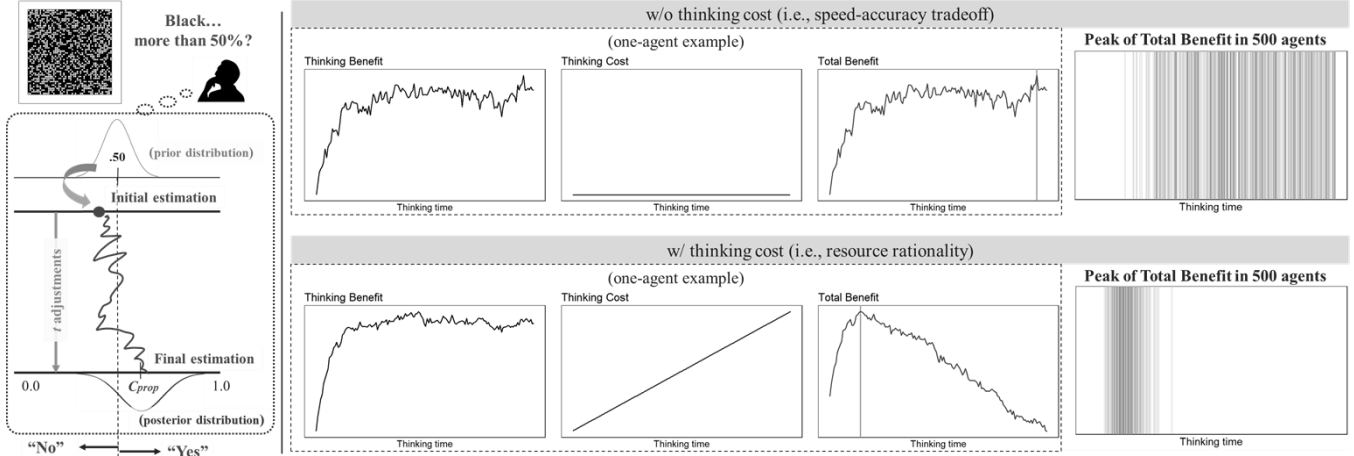 Black…
more than 50%?
(prior distribution)
.50
Initial estimation
t adjustments
Final estimation
0.0
Cprop
1.0
(posterior distribution)
“No”
“Yes”
w/o thinking cost (i.e., speed-accuracy tradeoff)
(one-agent example)
Thinking Benefit
Thinking time
Thinking Cost
Thinking time
Total Benefit
Thinking time
Peak of Total Benefit in 500 agents
Thinking time
w/ thinking cost (i.e., resource rationality)
(one-agent example)
Thinking Benefit
Thinking time
Thinking Cost
Thinking time
Total Benefit
Thinking time
Peak of Total Benefit in 500 agents
Thinking time